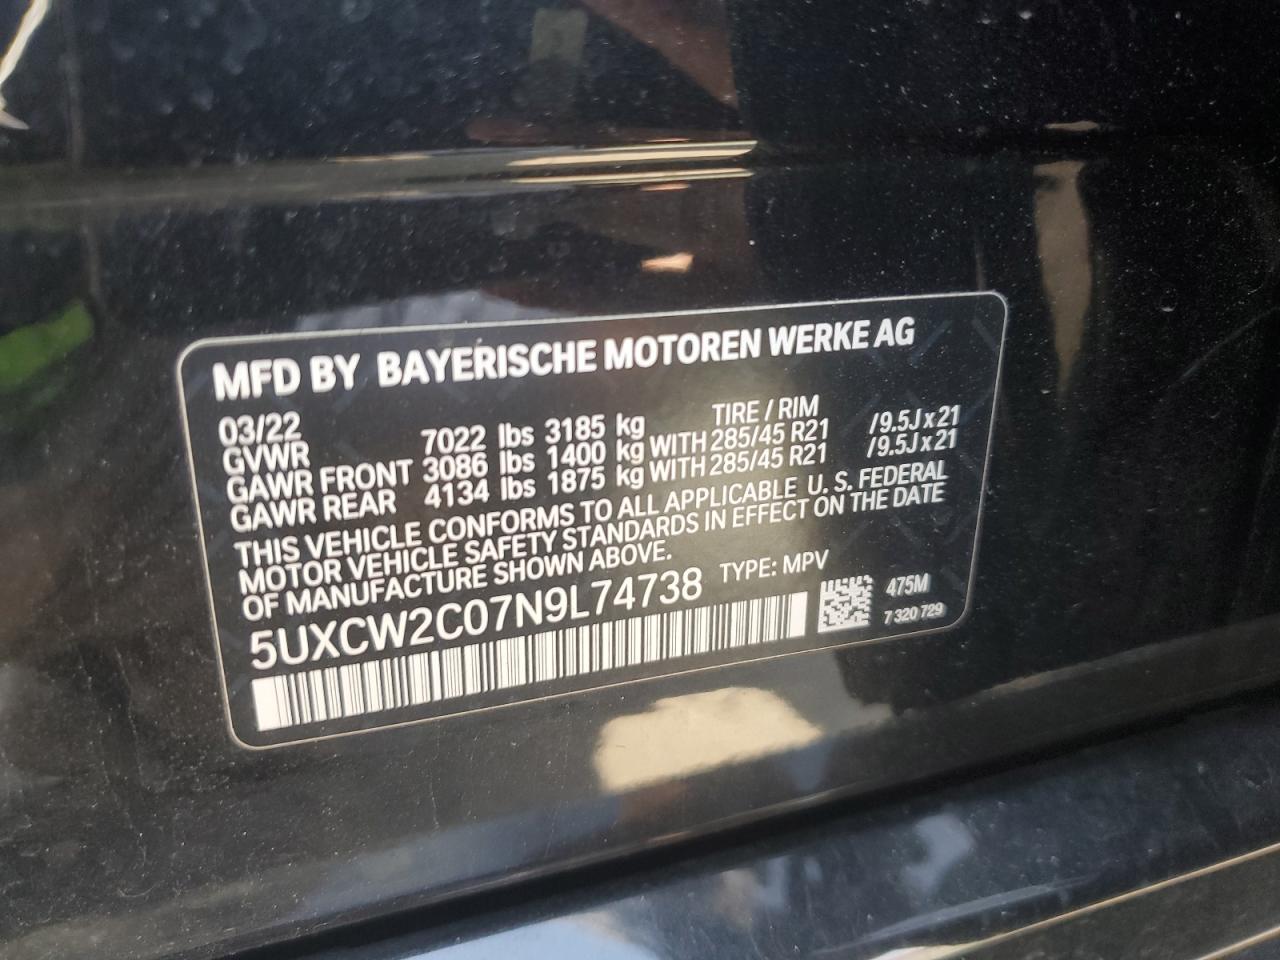 MFD BY BAYERISCHE MOTOREN WERKE AG
03/22 TIRE / RIM
GVWR 7022 lbs 3185 kg
GAWR FRONT 3086 lbs 1400 kg WITH 285/45 R21 /9.5J x 21
GAWR REAR 4134 lbs 1875 kg WITH 285/45 R21 /9.5J x 21
THIS VEHICLE CONFORMS TO ALL APPLICABLE U. S. FEDERAL
MOTOR VEHICLE SAFETY STANDARDS IN EFFECT ON THE DATE
OF MANUFACTURE SHOWN ABOVE.
5UXCW2C07N9L74738 TYPE: MPV
475M
7 320 729